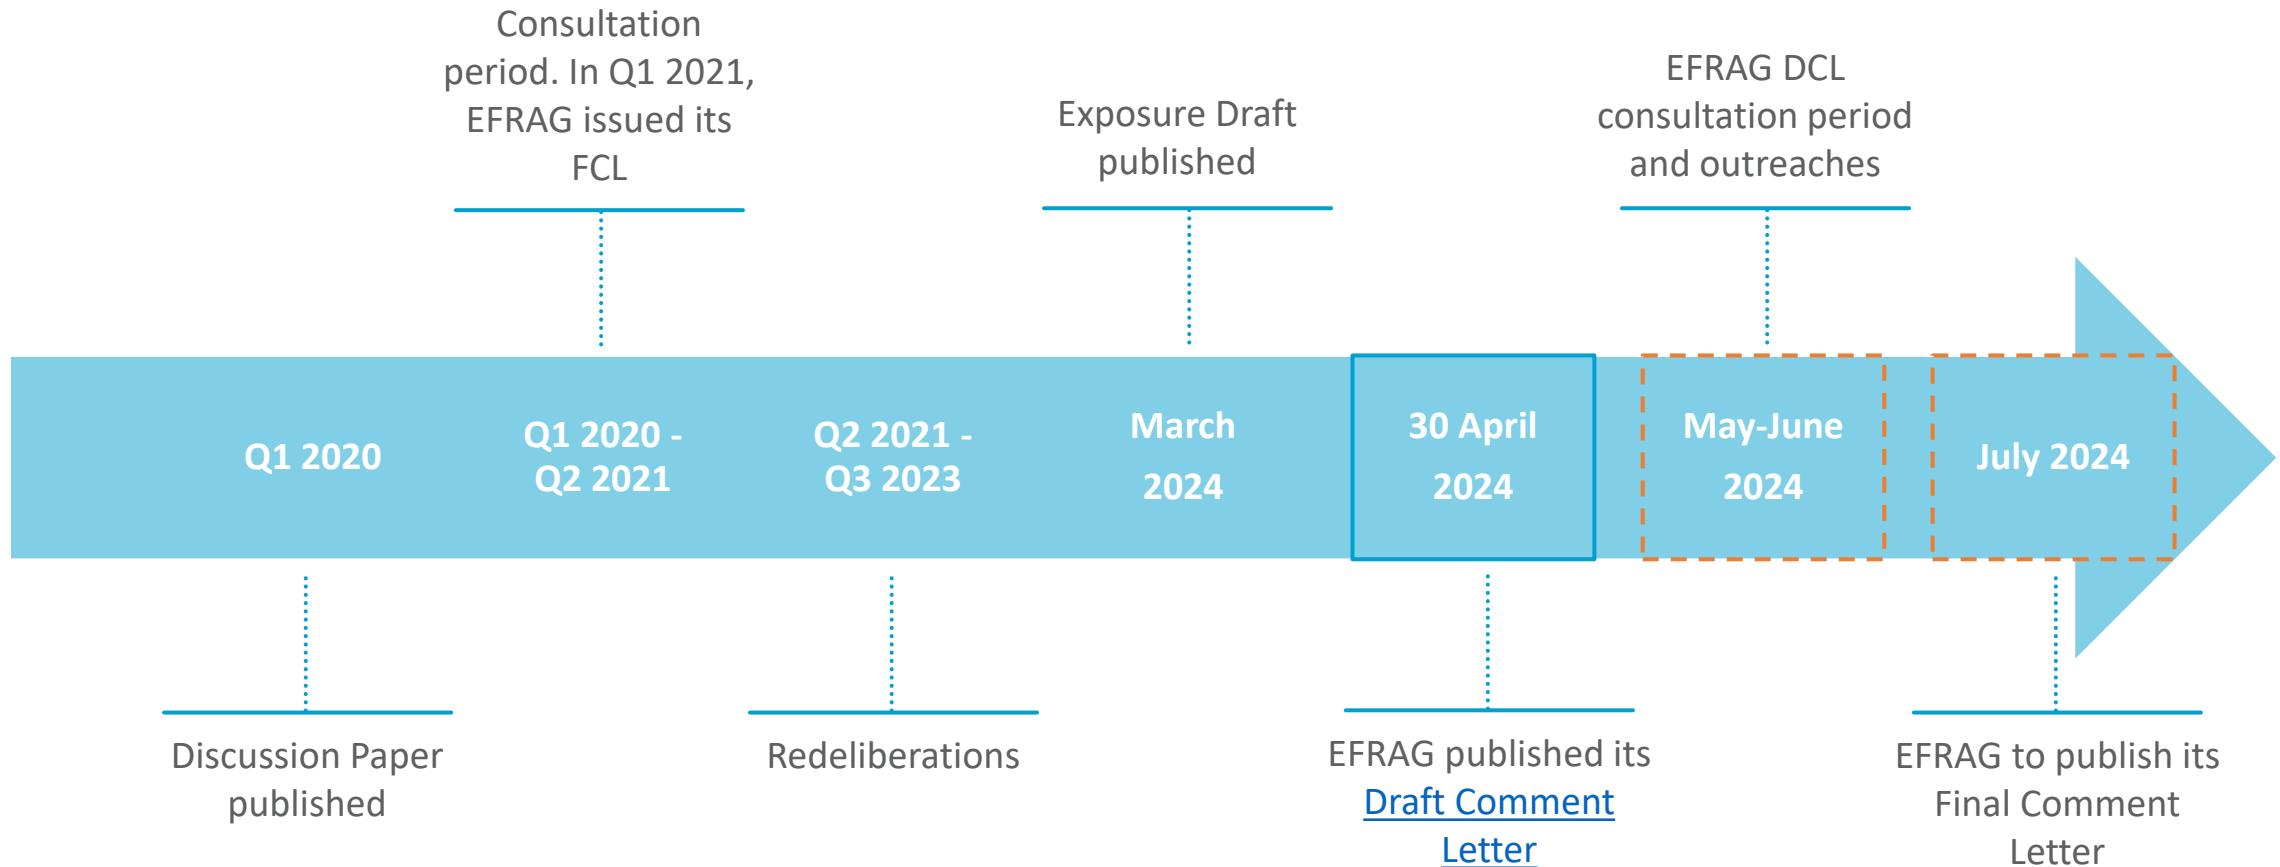 Consultation
period. In Q1 2021,
EFRAG issued its
FCL
Exposure Draft
published
EFRAG DCL
consultation period
and outreaches
Q1 2020
Q1 2020 -
Q2 2021
Q2 2021 -
Q3 2023
March
2024
30 April
2024
May-June
2024
July 2024
Discussion Paper
published
Redeliberations
EFRAG published its
Draft Comment
Letter
EFRAG to publish its
Final Comment
Letter